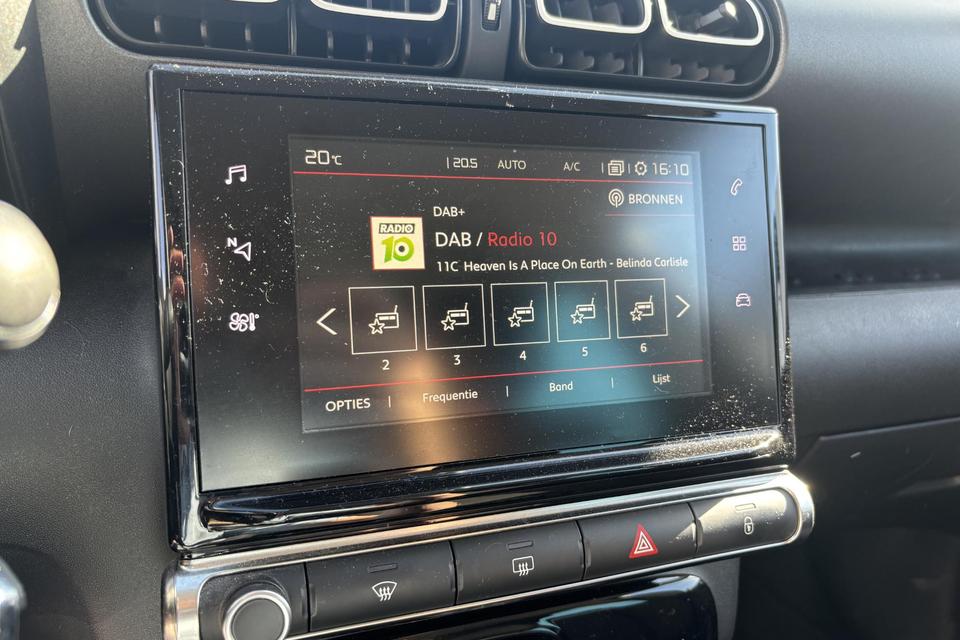 20°C | 20.5 AUTO A/C | | 16:10
BRONNEN
DAB+
RADIO
10
DAB / Radio 10
11C Heaven Is A Place On Earth - Belinda Carlisle
N
2 3 4 5 6
OPTIES | Frequentie | Band | Lijst